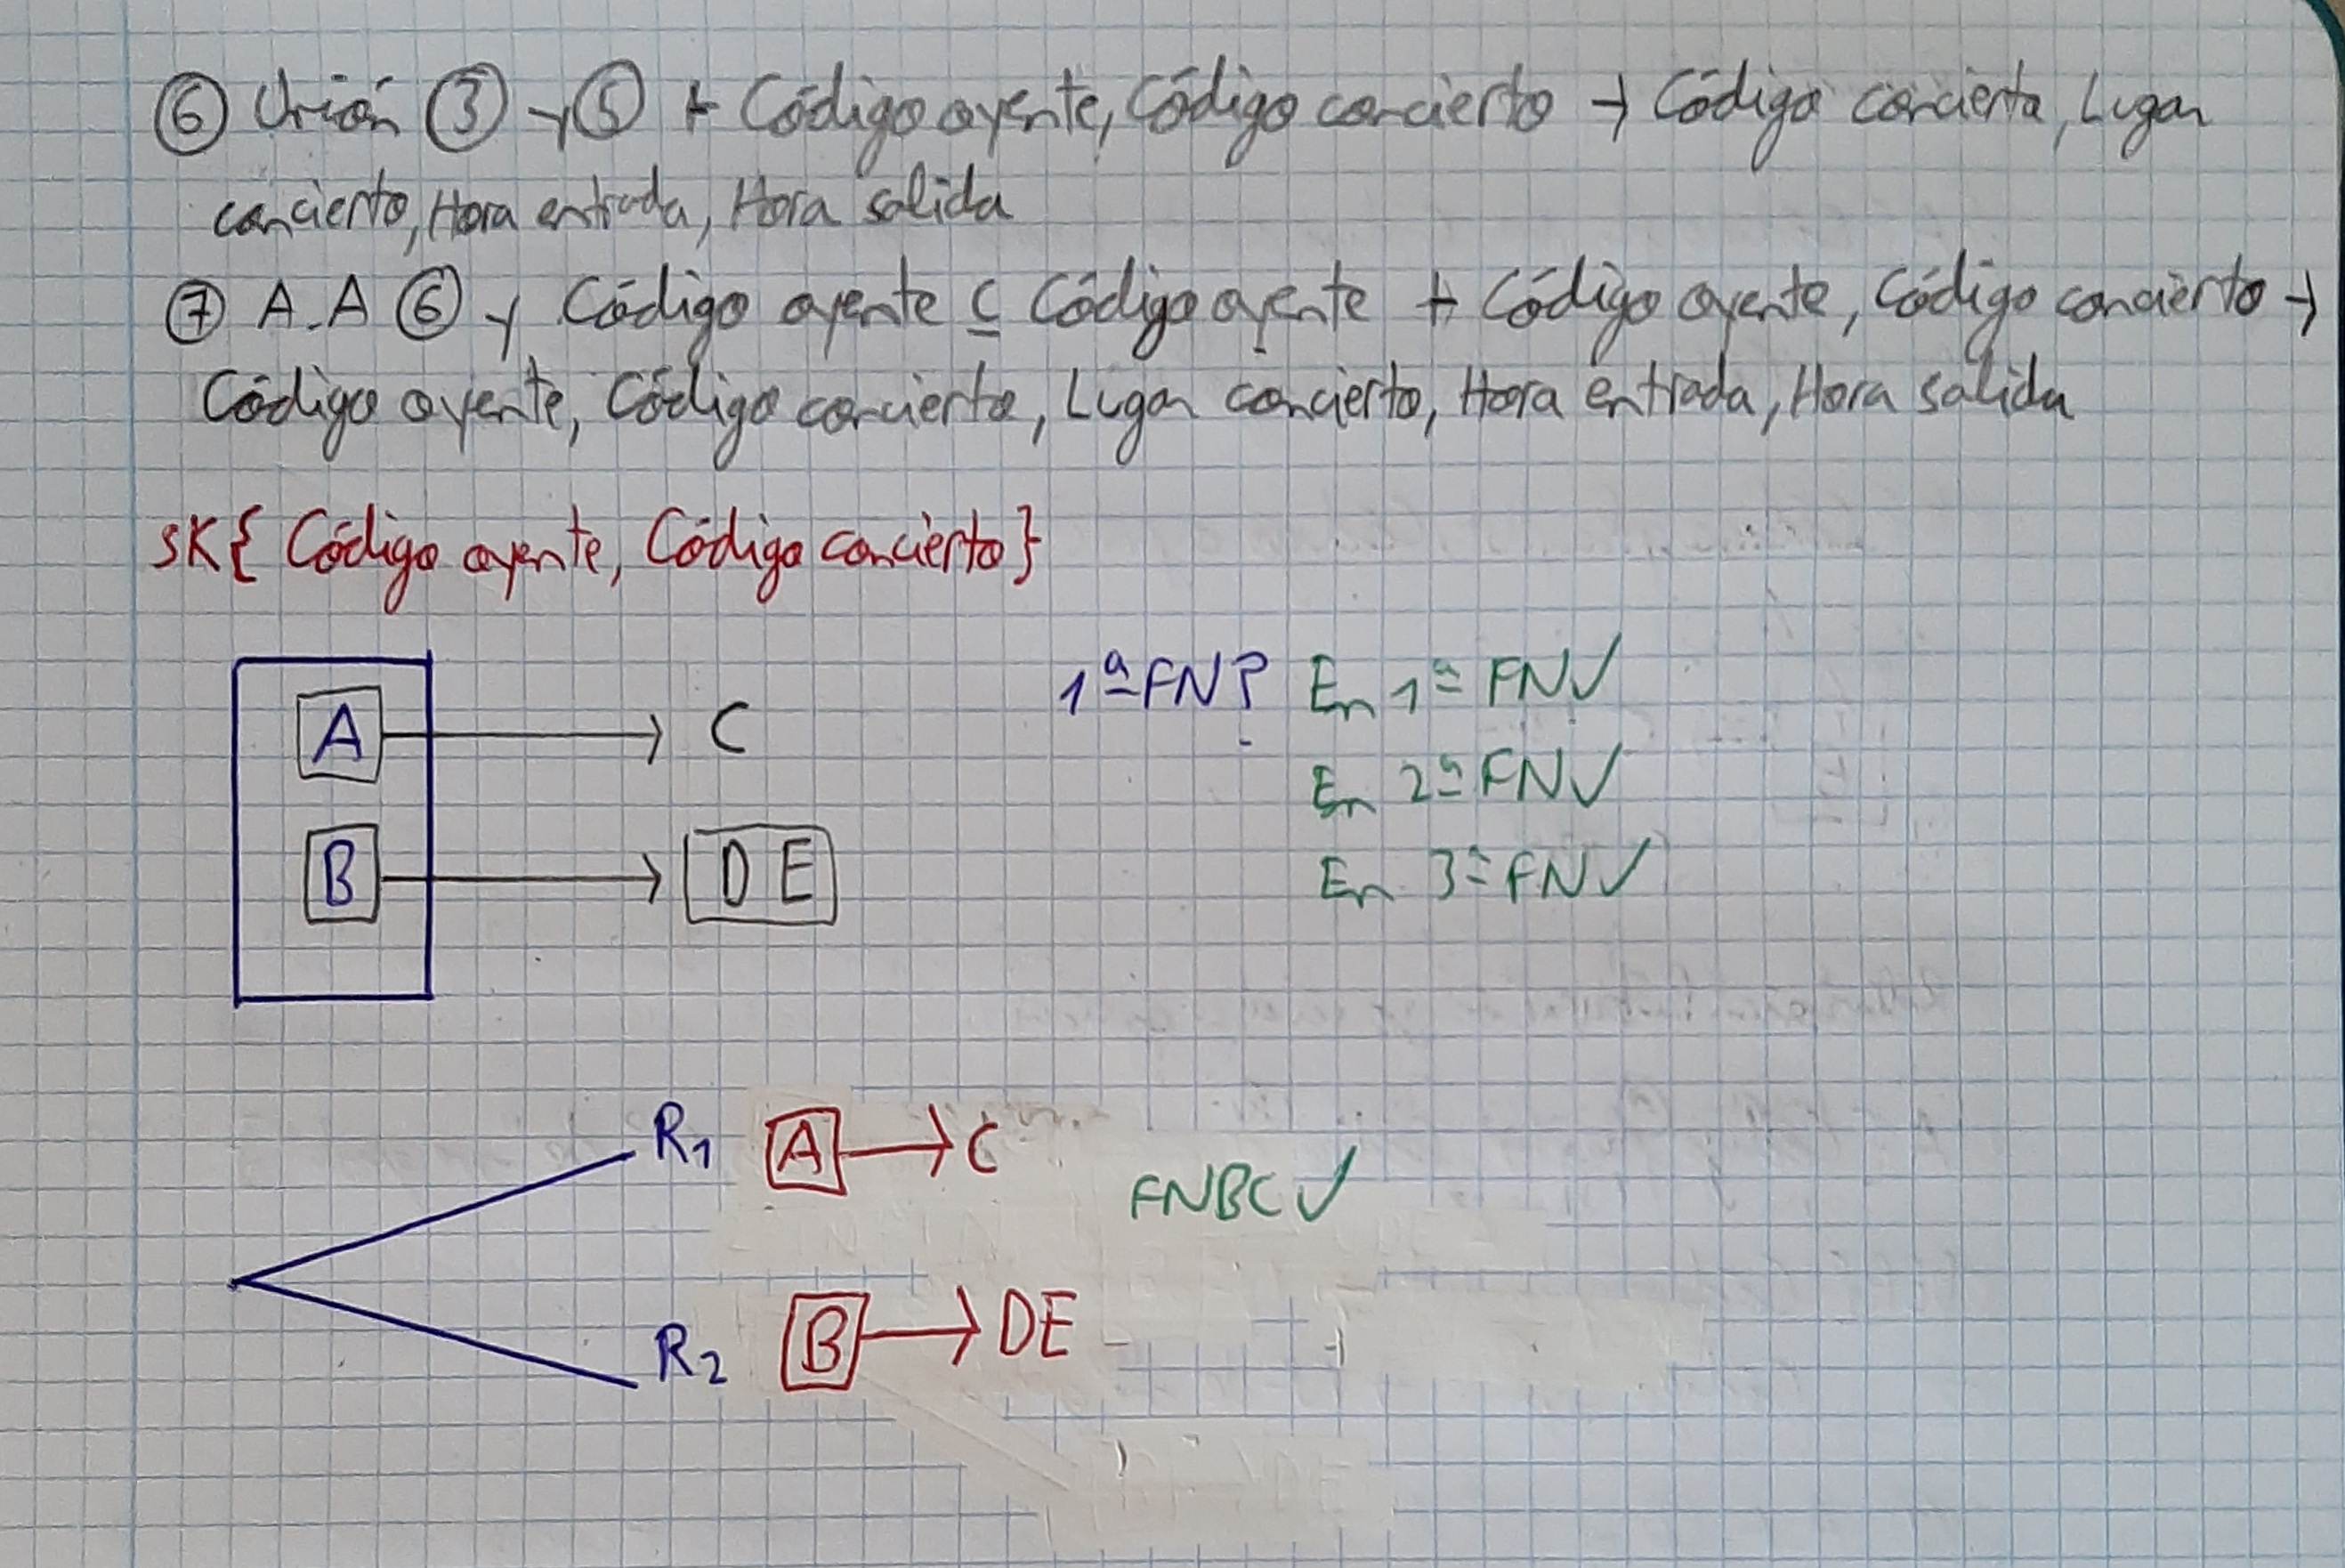 ⑥ Unión ③ y ⑤ ⊢ Código oyente, Código concierto → Código concierto, Lugar
concierto, Hora entrada, Hora salida
⑦ A.A ⑥ y Código oyente ⊆ Código oyente ⊢ Código oyente, Código concierto →
Código oyente, Código concierto, Lugar concierto, Hora entrada, Hora salida
SK{ Código oyente, Código concierto}
A → C
B → D E
1ª FN? En 1ª FN✓
En 2ª FN✓
En 3ª FN✓
R1 A → C
FNBC ✓
R2 B → DE